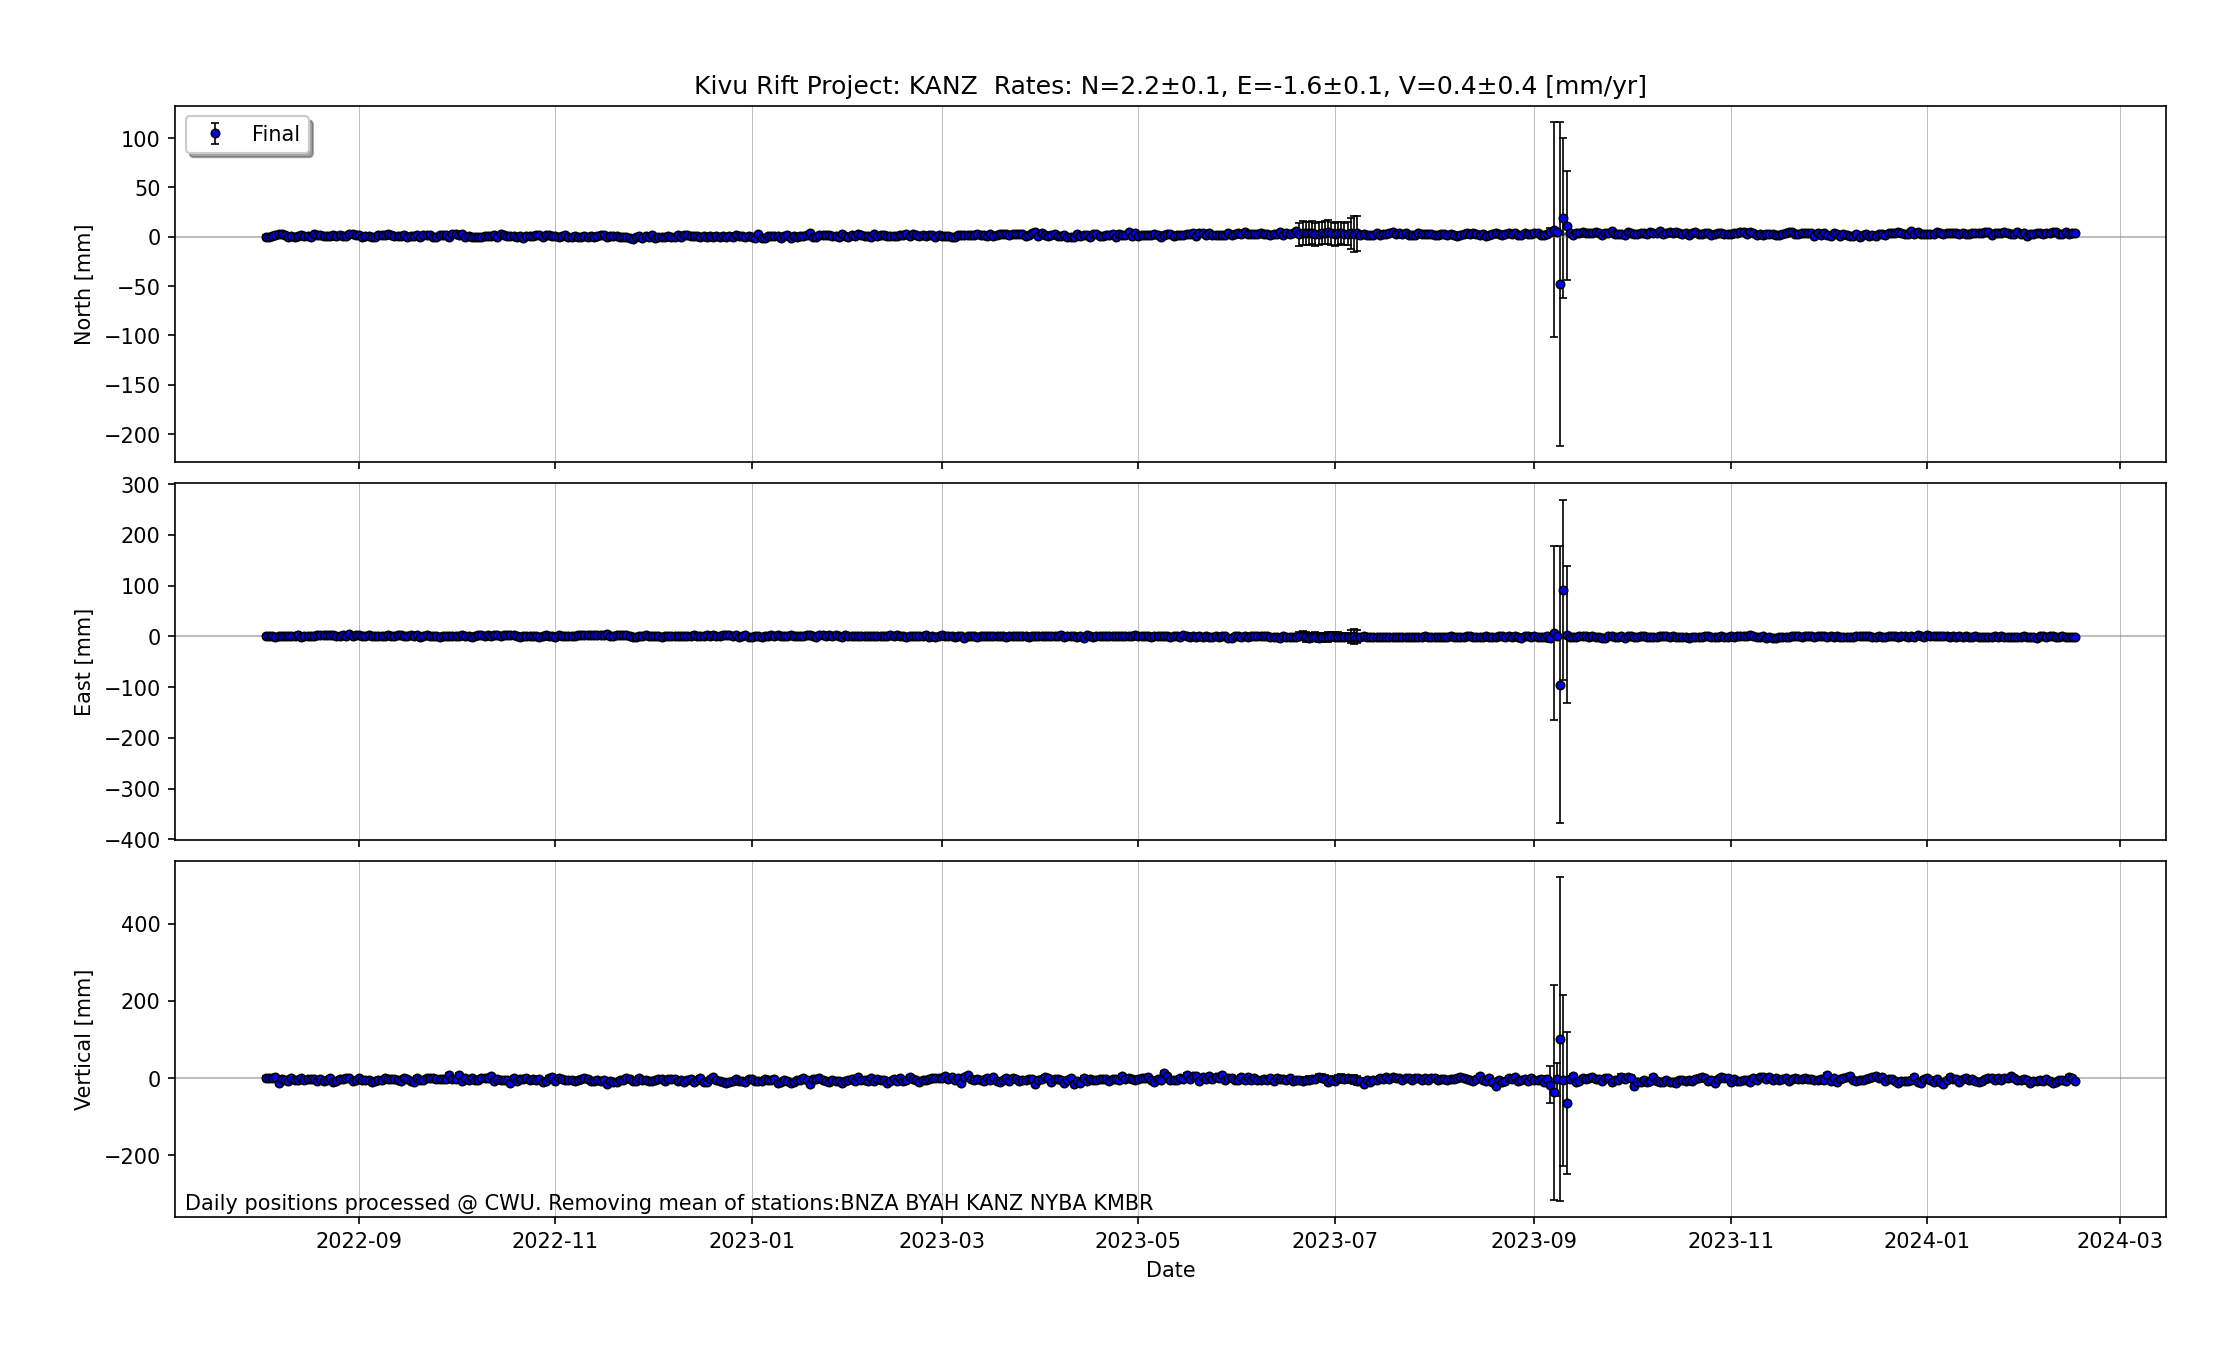 Kivu Rift Project: KANZ  Rates: N=2.2±0.1, E=-1.6±0.1, V=0.4±0.4 [mm/yr]
Final
North [mm]
100
50
0
−50
−100
−150
−200
East [mm]
300
200
100
0
−100
−200
−300
−400
Vertical [mm]
400
200
0
−200
Daily positions processed @ CWU. Removing mean of stations:BNZA BYAH KANZ NYBA KMBR
2022-09 2022-11 2023-01 2023-03 2023-05 2023-07 2023-09 2023-11 2024-01 2024-03
Date